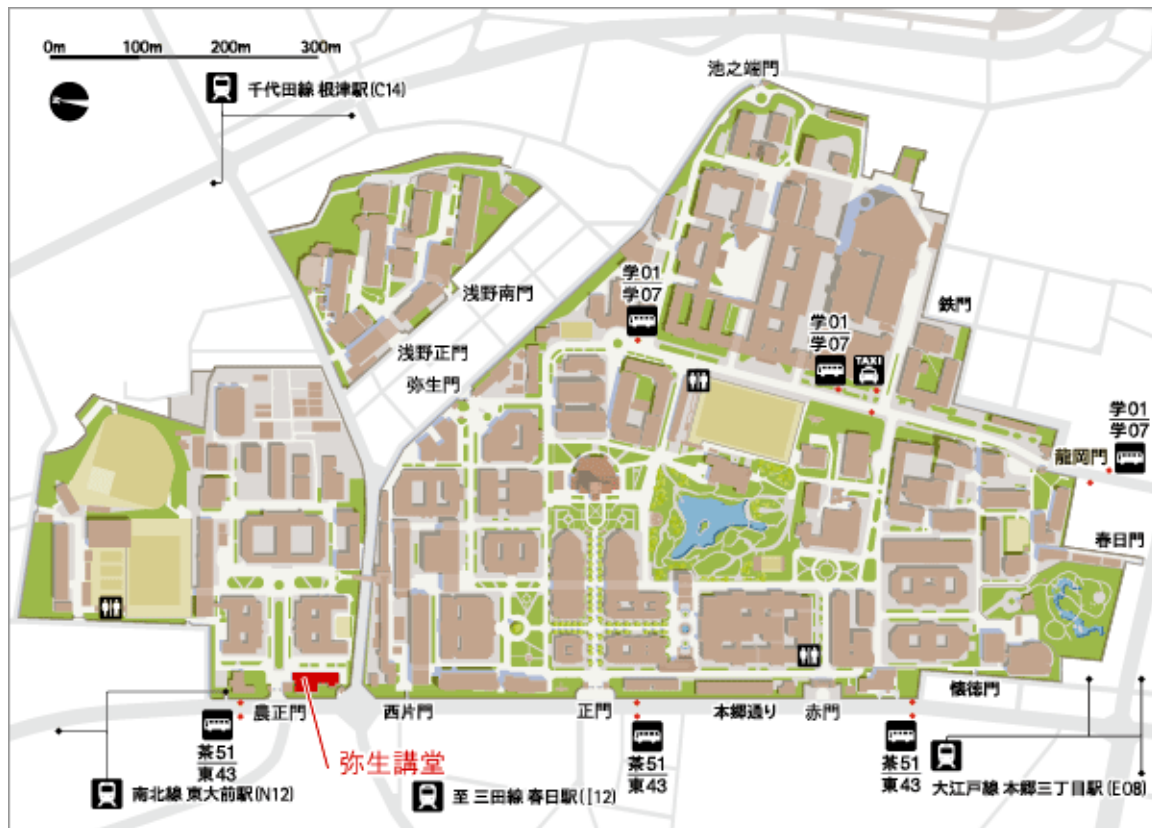 0m 100m 200m 300m
千代田線 根津駅(C14)
池之端門
学01
学07
浅野南門
学01
学07
TAXI
鉄門
浅野正門
弥生門
学01
学07
龍岡門
春日門
懐徳門
農正門
西片門
正門
本郷通り
赤門
茶51
東43
弥生講堂
茶51
東43
茶51
東43
南北線 東大前駅(N12)
至 三田線 春日駅(I12)
大江戸線 本郷三丁目駅(E08)